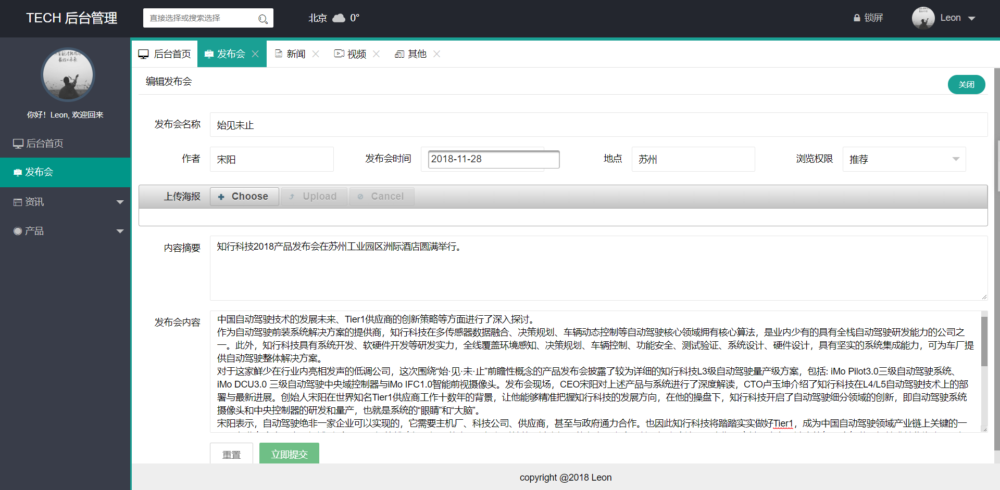 TECH 后台管理
直接选择或搜索选择
北京 0°
锁屏
Leon
后台首页
发布会
新闻
视频
其他
你好！Leon, 欢迎回来
后台首页
发布会
资讯
产品
编辑发布会
关闭
发布会名称 始见未止
作者 宋阳 发布会时间 2018-11-28 地点 苏州 浏览权限 推荐
上传海报 Choose Upload Cancel
内容摘要 知行科技2018产品发布会在苏州工业园区洲际酒店圆满举行。
发布会内容 中国自动驾驶技术的发展未来、Tier1供应商的创新策略等方面进行了深入探讨。
作为自动驾驶前装系统解决方案的提供商，知行科技在多传感器数据融合、决策规划、车辆动态控制等自动驾驶核心领域拥有核心算法，是业内少有的具有全栈自动驾驶研发能力的公司之
一。此外，知行科技具有系统开发、软硬件开发等研发实力，全线覆盖环境感知、决策规划、车辆控制、功能安全、测试验证、系统设计、硬件设计，具有坚实的系统集成能力，可为车厂提
供自动驾驶整体解决方案。
对于这家鲜少在行业内亮相发声的低调公司，这次围绕“始·见·未·止”前瞻性概念的产品发布会披露了较为详细的知行科技L3级自动驾驶量产级方案，包括: iMo Pilot3.0三级自动驾驶系统、
iMo DCU3.0 三级自动驾驶中央域控制器与iMo IFC1.0智能前视摄像头。发布会现场，CEO宋阳对上述产品与系统进行了深度解读，CTO卢玉坤介绍了知行科技在L4/L5自动驾驶技术上的部
署与最新进展。创始人宋阳在世界知名Tier1供应商工作十数年的背景，让他能够精准把握知行科技的发展方向，在他的操盘下，知行科技开启了自动驾驶细分领域的创新，即自动驾驶系统
摄像头和中央控制器的研发和量产，也就是系统的“眼睛”和“大脑”。
宋阳表示，自动驾驶绝非一家企业可以实现的，它需要主机厂、科技公司、供应商，甚至与政府通力合作。也因此知行科技将踏踏实实做好Tier1，成为中国自动驾驶领域产业链上关键的一
重置
立即提交
copyright @2018 Leon